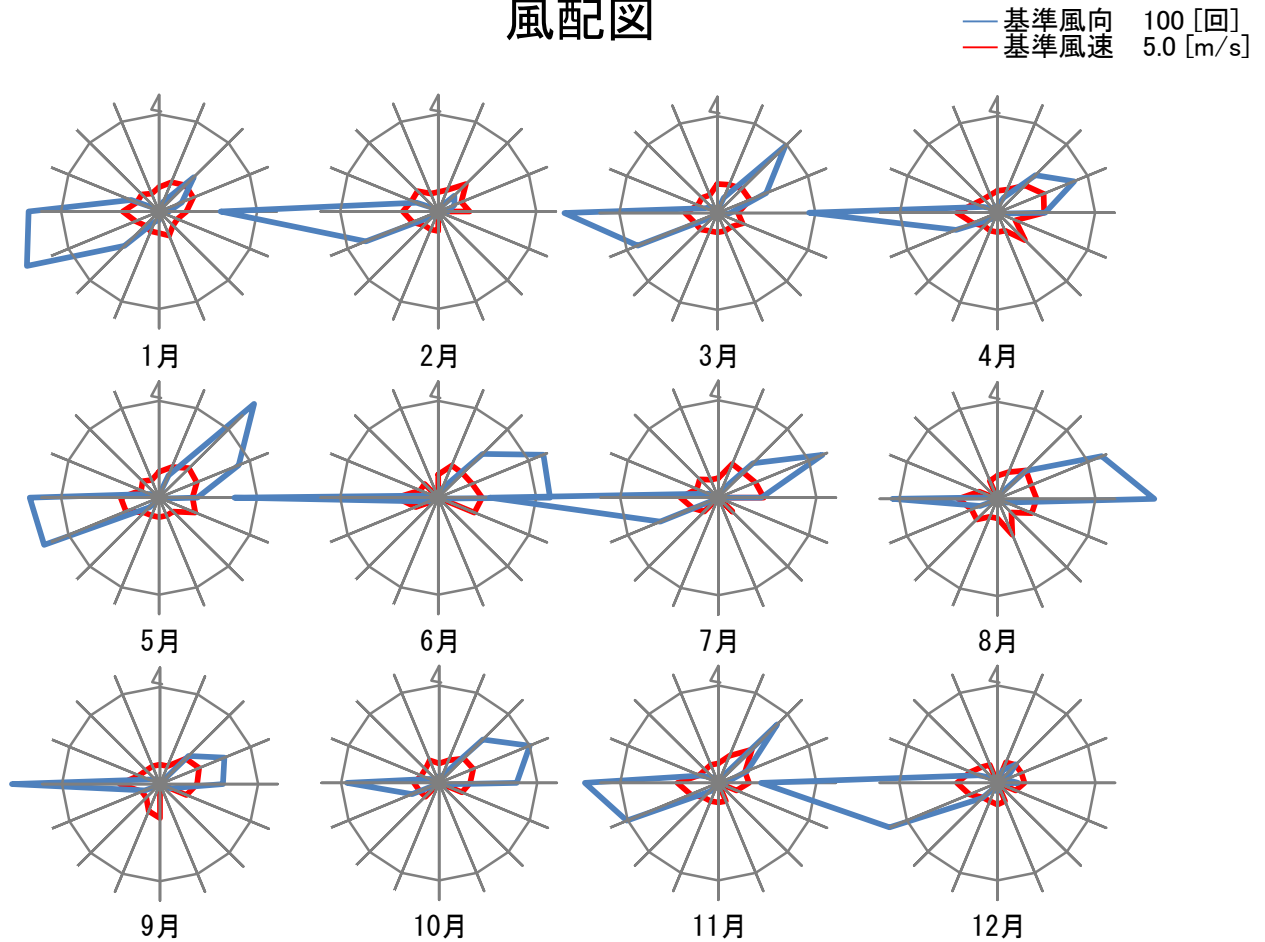 風配図
基準風向 100 [回]
基準風速 5.0 [m/s]
1月 2月 3月 4月
5月 6月 7月 8月
9月 10月 11月 12月